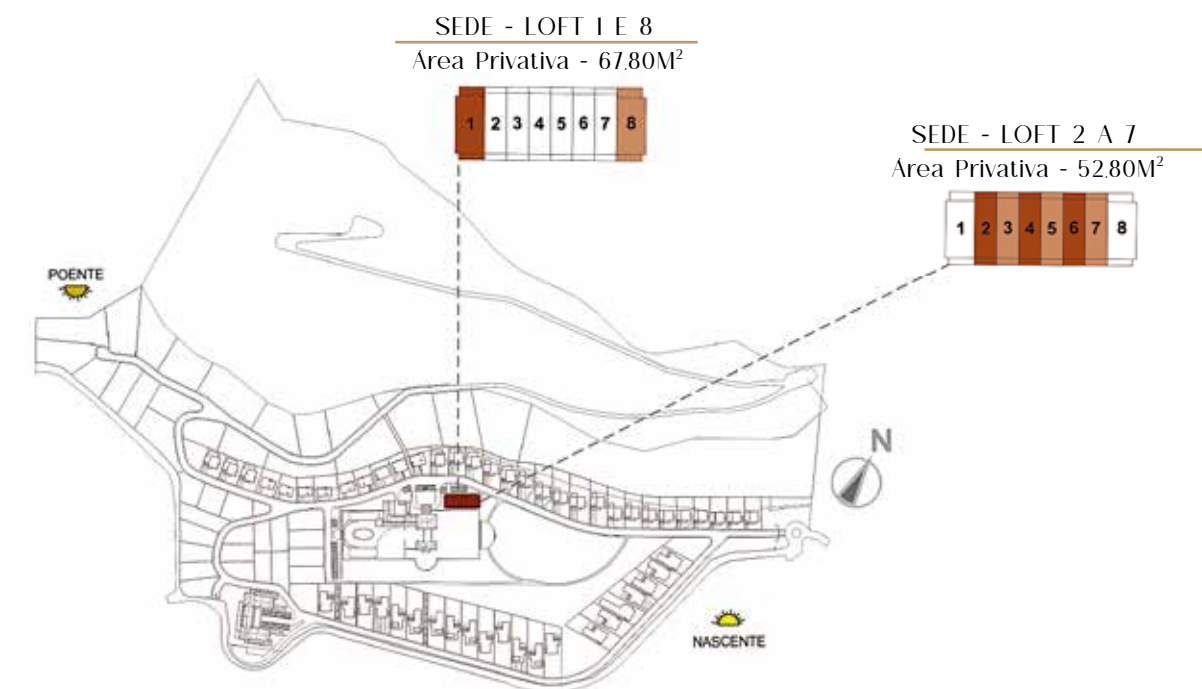 SEDE - LOFT 1 E 8
Área Privativa - 67,80M²
1 2 3 4 5 6 7 8
SEDE - LOFT 2 A 7
Área Privativa - 52,80M²
1 2 3 4 5 6 7 8
POENTE
N
NASCENTE